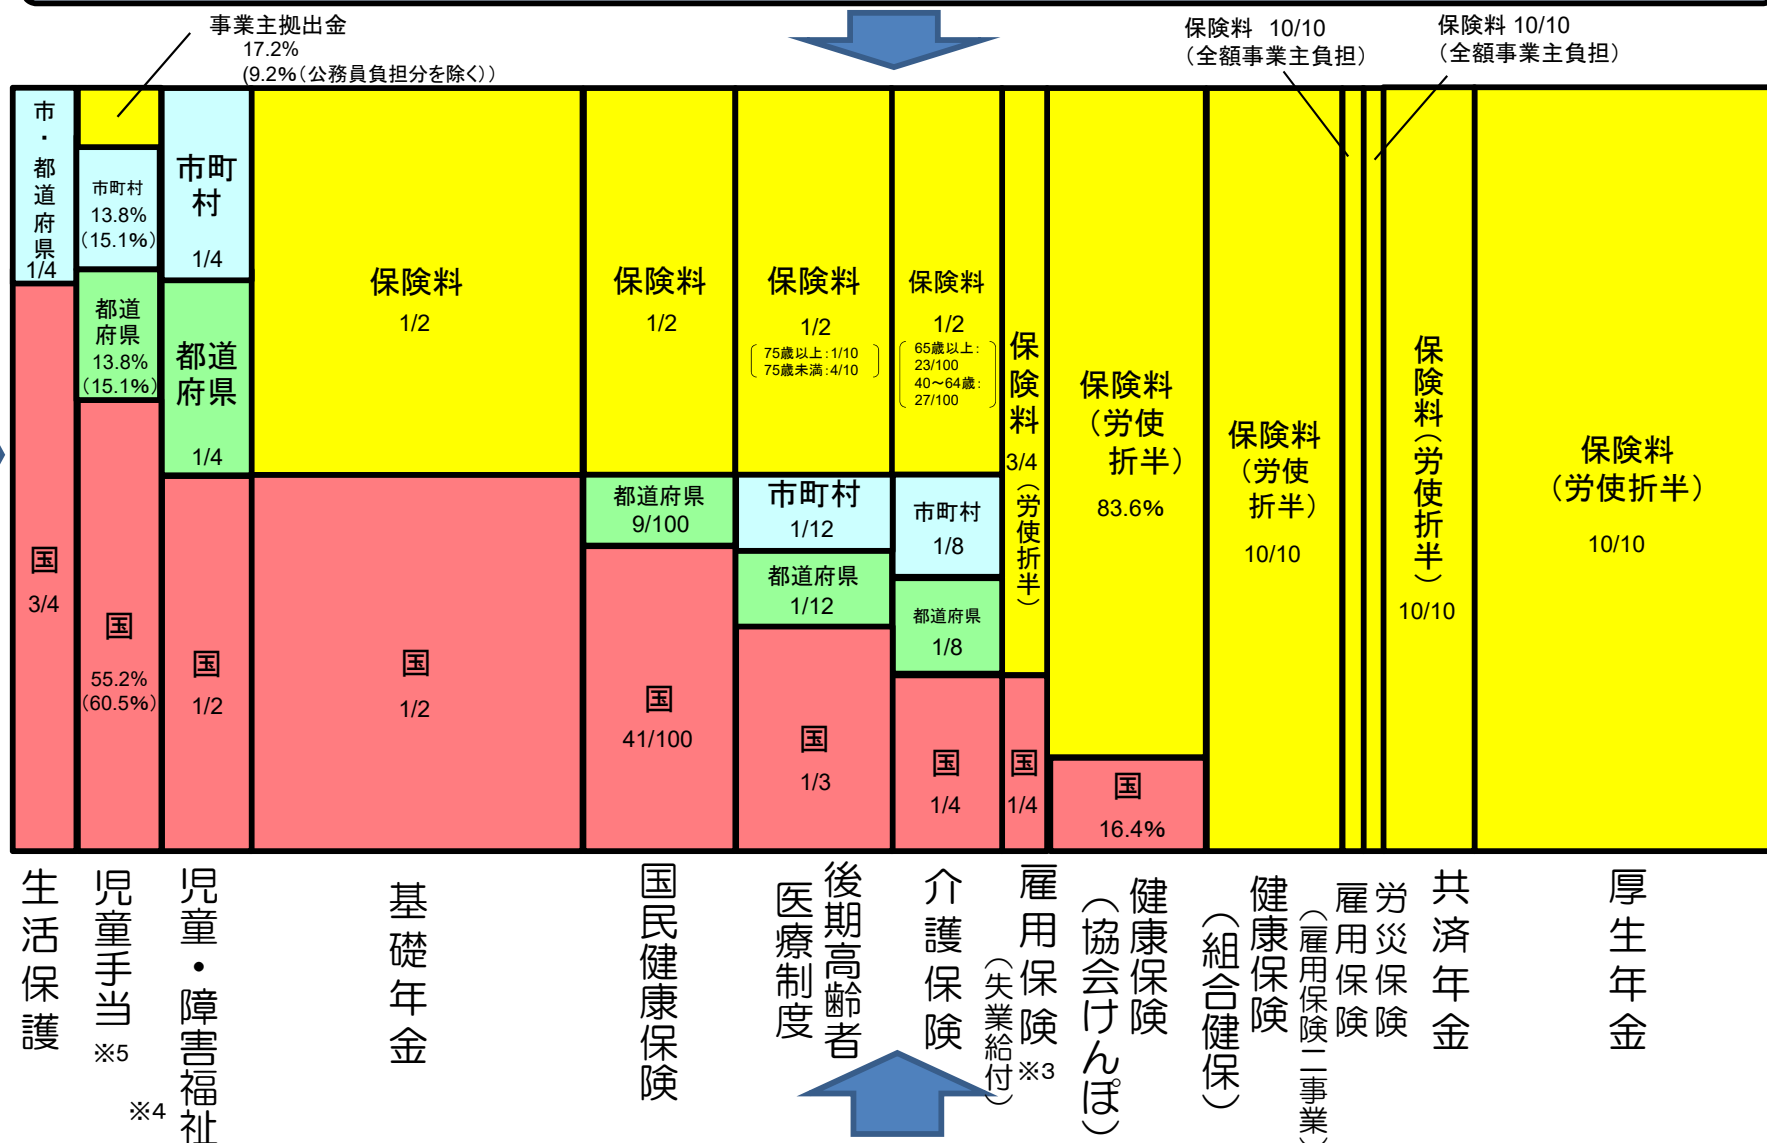 事業主拠出金
17.2%
(9.2%(公務員負担分を除く))
保険料 10/10
(全額事業主負担)
保険料 10/10
(全額事業主負担)
市・都道府県
1/4
国
3/4
市町村
13.8%
(15.1%)
都道
府県
13.8%
(15.1%)
国
55.2%
(60.5%)
市町
村
1/4
都道
府県
1/4
国
1/2
保険料
1/2
国
1/2
保険料
1/2
都道府県
9/100
国
41/100
保険料
1/2
75歳以上:1/10
75歳未満:4/10
市町村
1/12
都道府県
1/12
国
1/3
保険料
1/2
65歳以上:
23/100
40～64歳:
27/100
市町村
1/8
都道府県
1/8
国
1/4
保険料
3/4
(労使折半)
国
1/4
保険料
(労使
折半)
83.6%
国
16.4%
保険料
(労使
折半)
10/10
保険料(労使折半)
10/10
保険料
(労使折半)
10/10
生活保護
児童手当
※5
児童・障害福祉
※4
基礎年金
国民健康保険
後期高齢者
医療制度
介護保険
雇用保険
(失業給付)
※3
健康保険
(協会けんぽ)
健康保険
(組合健保)
雇用保険
(雇用保険二事業)
労災保険
共済年金
厚生年金